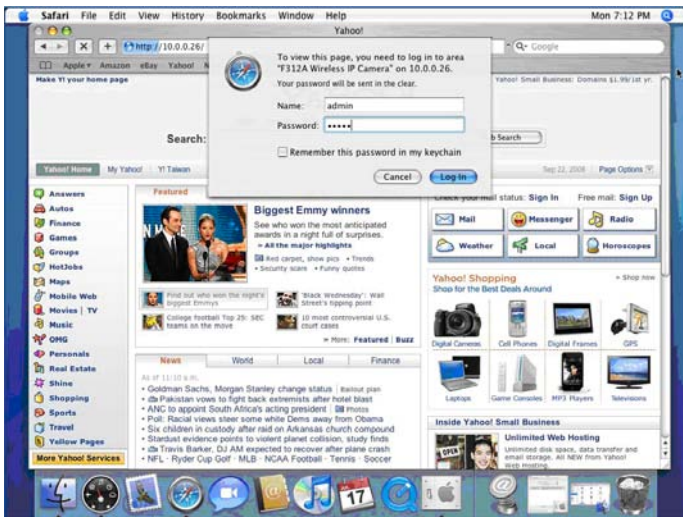 Safari File Edit View History Bookmarks Window Help Mon 7:12 PM
Yahoo!
http://10.0.0.26/
Google
Apple Amazon eBay Yahoo!
To view this page, you need to log in to area
"F312A Wireless IP Camera" on 10.0.0.26.
Your password will be sent in the clear.
Name: admin
Password: •••••
Remember this password in my keychain
Cancel Log In
Make Y! your home page
Yahoo! Small Business: Domains $1.99/1st yr.
Search:
b Search
Yahoo! Home My Yahoo! Y! Taiwan
Sep 22, 2008 Page Options
Answers
Autos
Finance
Games
Groups
HotJobs
Maps
Mobile Web
Movies | TV
Music
OMG
Personals
Real Estate
Shine
Shopping
Sports
Travel
Yellow Pages
More Yahoo! Services
Featured
Biggest Emmy winners
See who won the most anticipated
awards in a night full of surprises.
» All the major highlights
Red carpet, show pics • Trends
• Security scare • Funny quotes
Find out who won the night's
biggest Emmys
'Black Wednesday': Wall
Street's tipping point
College football Top 25: SEC
teams on the move
10 most controversial U.S.
court cases
» More: Featured | Buzz
News World Local Finance
As of 11:10 a.m.
• Goldman Sachs, Morgan Stanley change status | Bailout plan
• Pakistan vows to fight back extremists after hotel blast
• ANC to appoint South Africa's acting president | Photos
• Poll: Racial views steer some white Dems away from Obama
• Six children in custody after raid on Arkansas church compound
• Stardust evidence points to violent planet collision, study finds
• Travis Barker, DJ AM expected to recover after plane crash
• NFL · Ryder Cup Golf · MLB · NCAA Football · Tennis · Soccer
Check your mail status: Sign In Free mail: Sign Up
Mail Messenger Radio
Weather Local Horoscopes
Yahoo! Shopping
» Shop now
Shop for the Best Deals Around
Digital Cameras Cell Phones Digital Frames GPS
Laptops Game Consoles MP3 Players Televisions
Inside Yahoo! Small Business
OPEN
Unlimited Web Hosting
Unlimited disk space, data transfer and
email storage. All NEW from Yahoo!
Web Hosting.
JUL
17